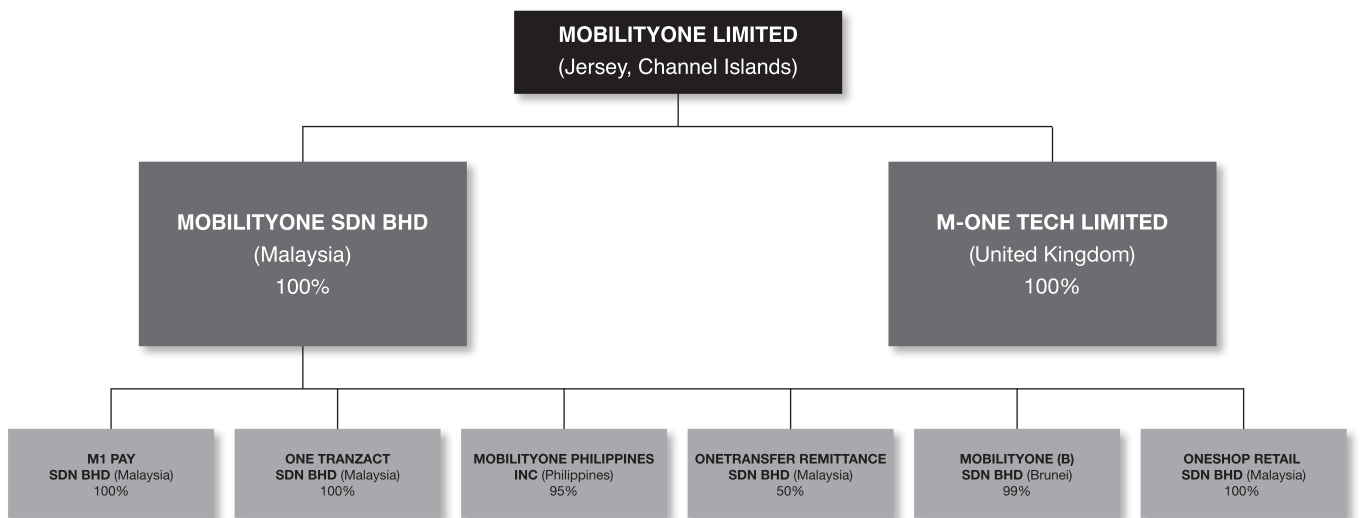 MOBILITYONE LIMITED
(Jersey, Channel Islands)
MOBILITYONE SDN BHD
(Malaysia)
100%
M-ONE TECH LIMITED
(United Kingdom)
100%
M1 PAY
SDN BHD (Malaysia)
100%
ONE TRANZACT
SDN BHD (Malaysia)
100%
MOBILITYONE PHILIPPINES
INC (Philippines)
95%
ONETRANSFER REMITTANCE
SDN BHD (Malaysia)
50%
MOBILITYONE (B)
SDN BHD (Brunei)
99%
ONESHOP RETAIL
SDN BHD (Malaysia)
100%